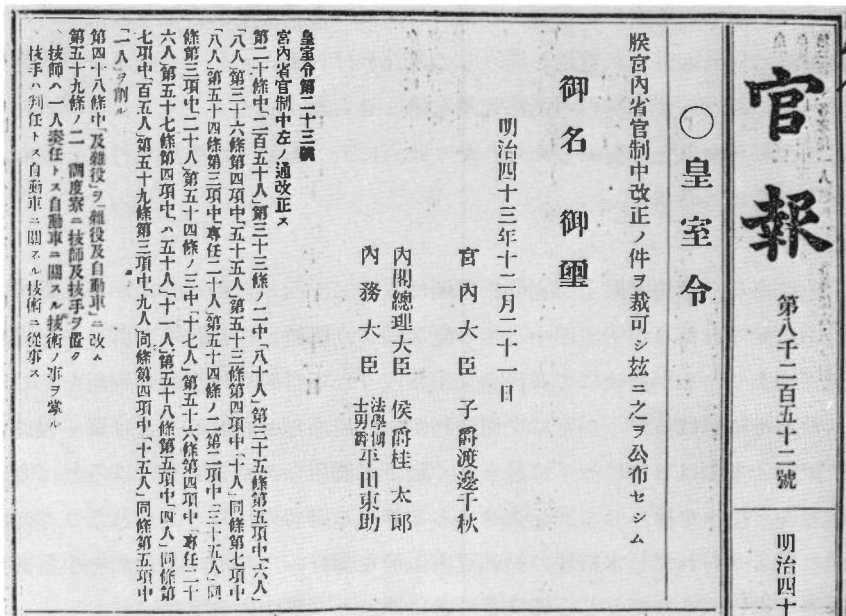 官報
第八千二百五十二號 明治四十
○皇室令
朕宮內省官制中改正ノ件ヲ裁可シ玆ニ之ヲ公布セシム
御名 御璽
明治四十三年十二月二十日
宮內大臣 子爵渡邊千秋
內閣總理大臣 侯爵桂 太郎
內務大臣 法學博士男爵平田東助
皇室令第二十三號
宮內省官制中左ノ通改正ス
第二十條中「二百五十人」第三十三條ノ二中「八十人」第三十五條第五項中「六人」
「八人」第三十六條第四項中「五十五人」第五十三條第四項中「十人」同條第五項中
「八人」第五十四條第三項中「專任二十人」第五十四條ノ二第二項中「三十五人」同
條第三項中「二十人」第五十四條ノ三中「十七人」第五十六條第四項中「專任二十
六人」第五十七條第四項中「ハ五十人」「十人」第五十八條第五項中「四人」同條第
七項中「百五人」第五十九條第三項中「九人」同條第四項中「十五人」同條第五項中
「二人」ヲ削ル
第四十八條中「及雜役」ヲ「雜役及自動車」ニ改ム
第五十九條ノ二 調度寮ニ技師及技手ヲ置ク
技師ハ一人奏任トス自動車ニ關スル技術ノ事ヲ掌ル
技手ハ判任トス自動車ニ關スル技術ニ從事ス